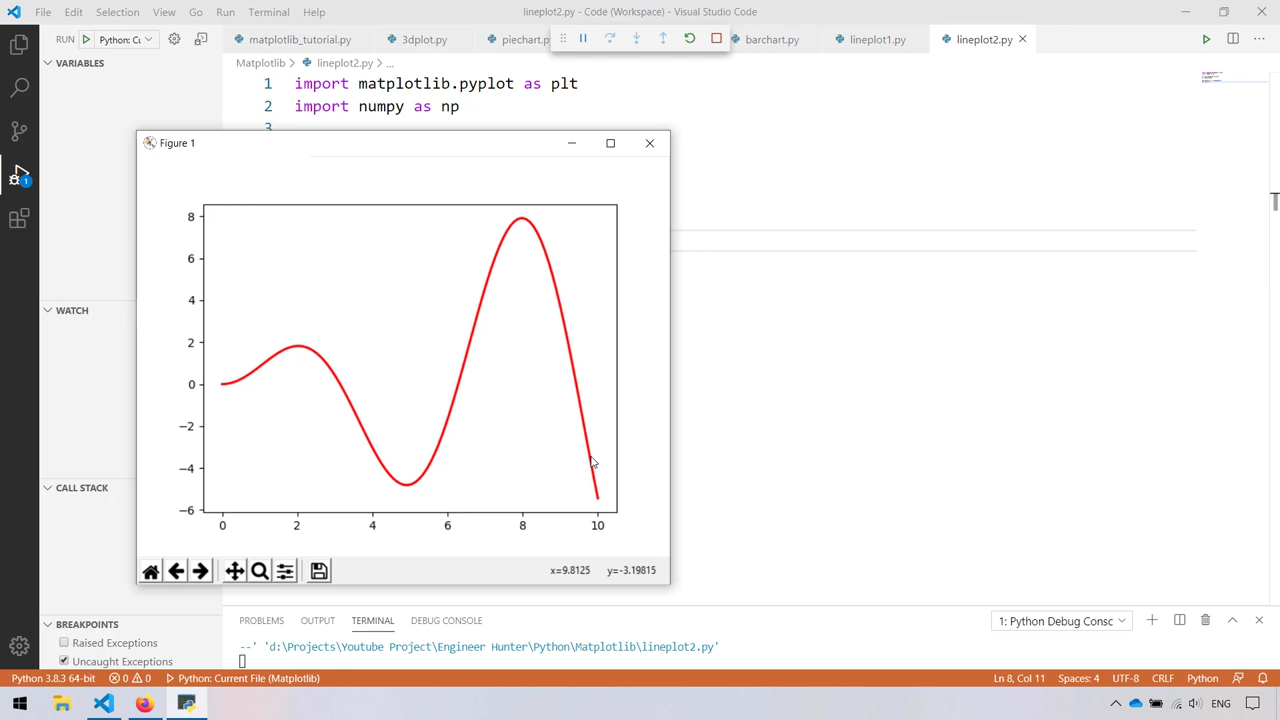 File Edit Selection View Go Run Terminal Help
lineplot2.py - Code (Workspace) - Visual Studio Code
RUN Python: Cu
matplotlib_tutorial.py 3dplot.py piechart.p barchart.py lineplot1.py lineplot2.py
VARIABLES
Matplotlib > lineplot2.py > ...
1 import matplotlib.pyplot as plt
2 import numpy as np
3
Figure 1
8
6
4
2
0
−2
−4
−6
0 2 4 6 8 10
x=9.8125 y=-3.19815
WATCH
CALL STACK
BREAKPOINTS
Raised Exceptions
Uncaught Exceptions
1
PROBLEMS OUTPUT TERMINAL DEBUG CONSOLE
1: Python Debug Consc
--' 'd:\Projects\Youtube Project\Engineer Hunter\Python\Matplotlib\lineplot2.py'
Python 3.8.3 64-bit 0 0 Python: Current File (Matplotlib)
Ln 8, Col 11 Spaces: 4 UTF-8 CRLF Python
ENG